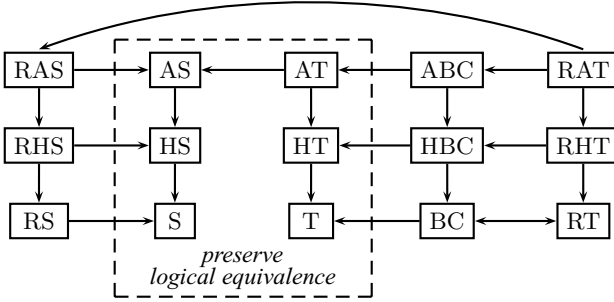 RAS AS AT ABC RAT
RHS HS HT HBC RHT
RS S T BC RT
preserve
logical equivalence